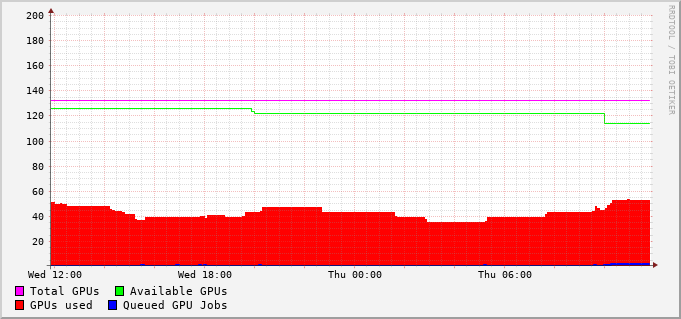 200
180
160
140
120
100
80
60
40
20
Wed 12:00 Wed 18:00 Thu 00:00 Thu 06:00
Total GPUs Available GPUs
GPUs used Queued GPU Jobs
RRDTOOL / TOBI OETIKER